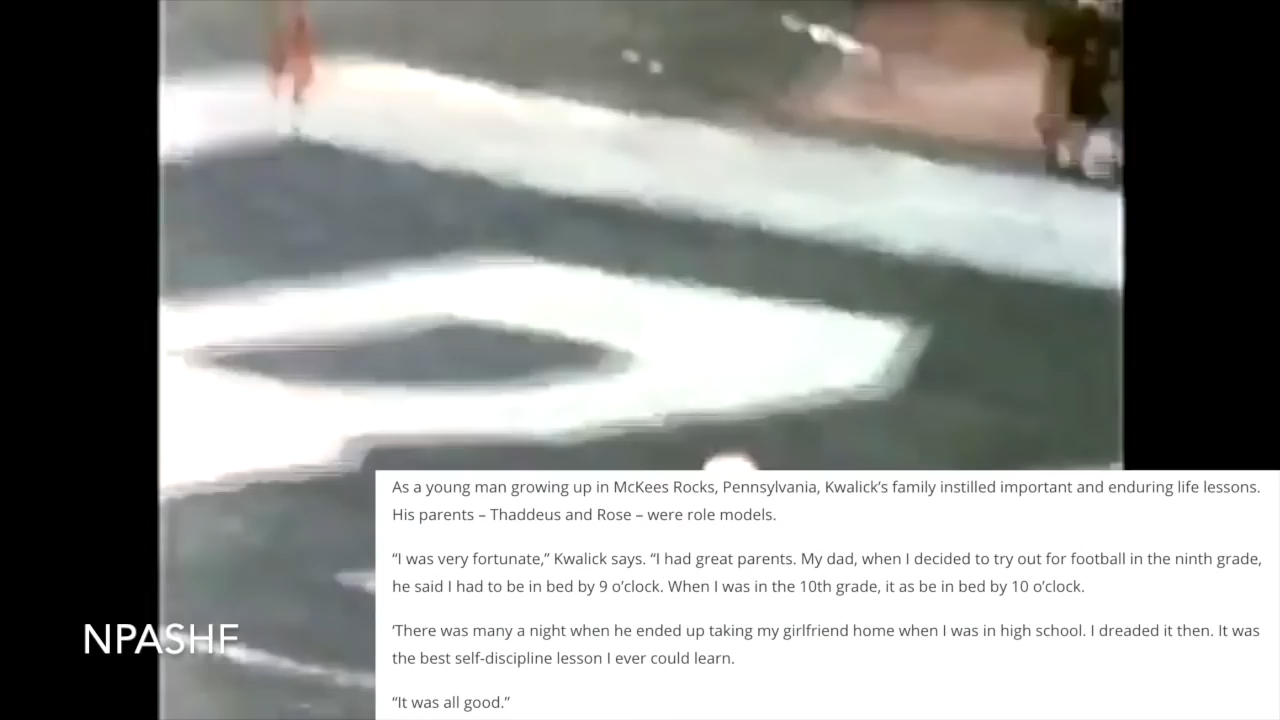 As a young man growing up in McKees Rocks, Pennsylvania, Kwalick’s family instilled important and enduring life lessons.
His parents – Thaddeus and Rose – were role models.
“I was very fortunate,” Kwalick says. “I had great parents. My dad, when I decided to try out for football in the ninth grade,
he said I had to be in bed by 9 o’clock. When I was in the 10th grade, it as be in bed by 10 o’clock.
‘There was many a night when he ended up taking my girlfriend home when I was in high school. I dreaded it then. It was
the best self-discipline lesson I ever could learn.
“It was all good.”
NPASHF